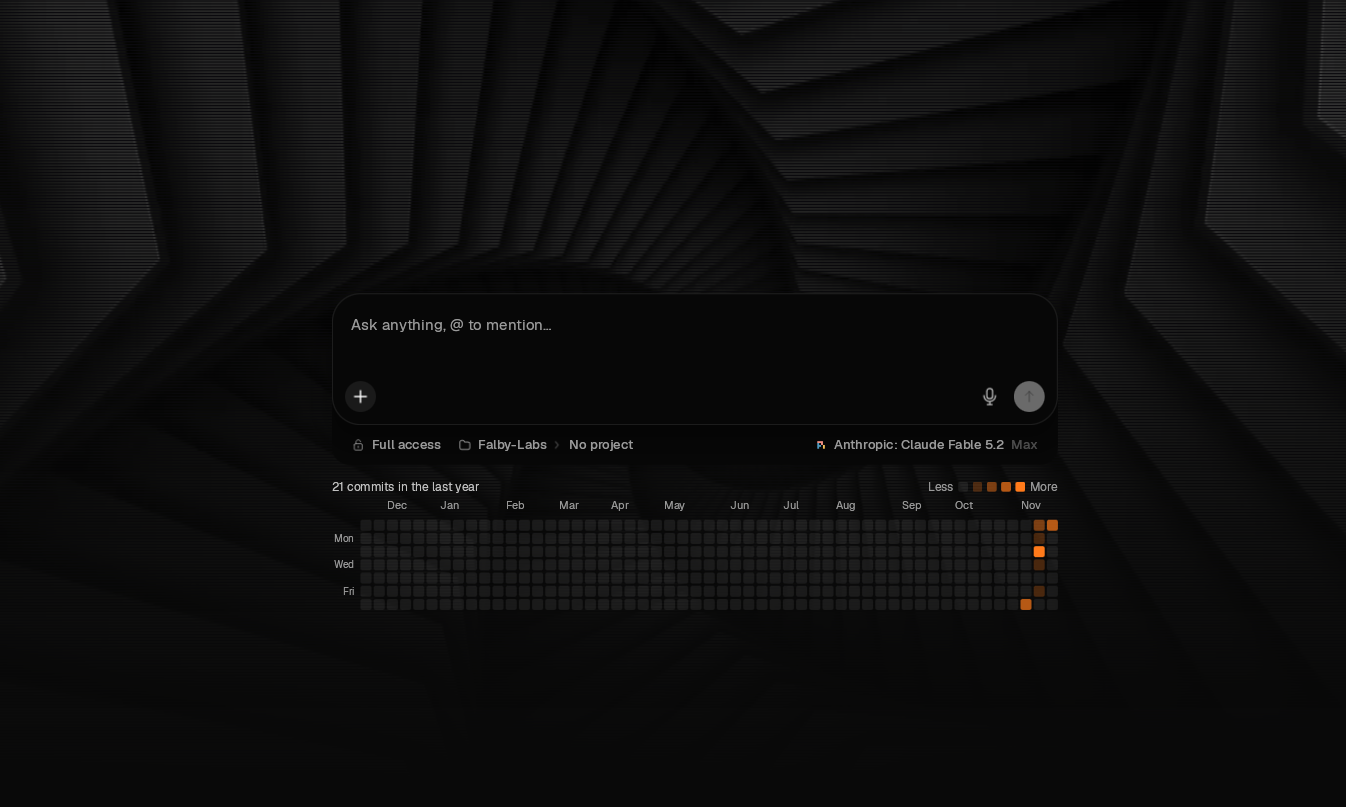 Ask anything, @ to mention...
Full access Falby-Labs › No project Anthropic: Claude Fable 5.2 Max
21 commits in the last year Less More
Dec Jan Feb Mar Apr May Jun Jul Aug Sep Oct Nov
Mon
Wed
Fri